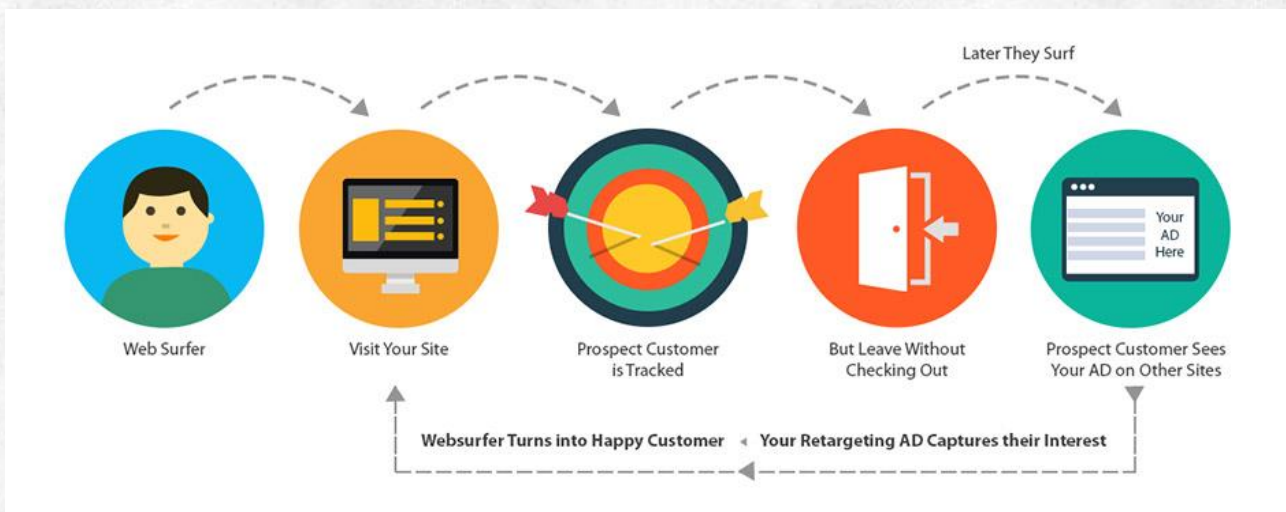 Later They Surf
Your
AD
Here
Web Surfer
Visit Your Site
Prospect Customer
is Tracked
But Leave Without
Checking Out
Prospect Customer Sees
Your AD on Other Sites
Websurfer Turns into Happy Customer
Your Retargeting AD Captures their Interest